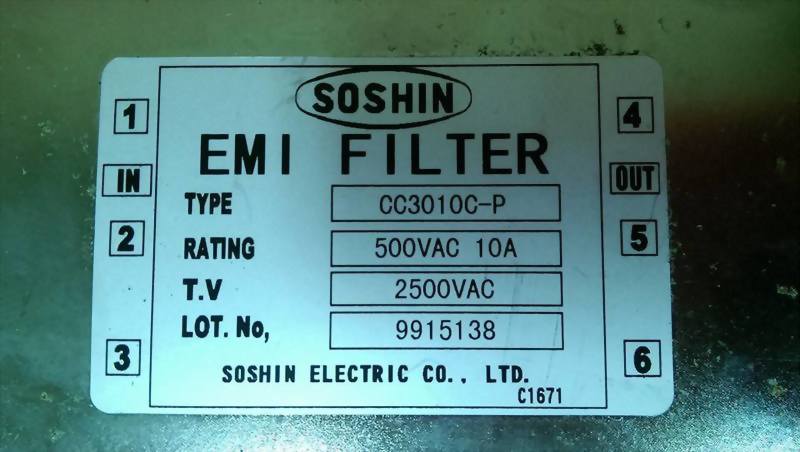 SOSHIN
1
4
EMI FILTER
IN
OUT
TYPE CC3010C-P
2
5
RATING 500VAC 10A
T.V 2500VAC
LOT. No, 9915138
3
6
SOSHIN ELECTRIC CO., LTD.
C1671